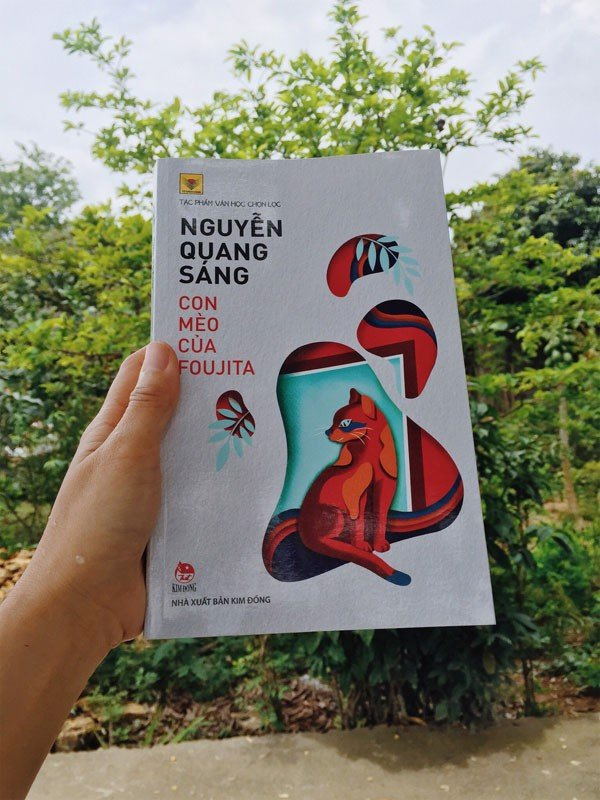 TÁC PHẨM VĂN HỌC CHỌN LỌC
NGUYỄN
QUANG
SÁNG
CON
MÈO
CỦA
FOUJITA
KIM ĐỒNG
NHÀ XUẤT BẢN KIM ĐỒNG